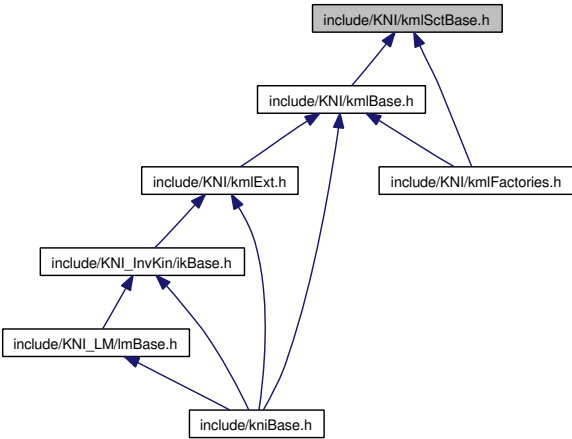 include/KNI/kmlSctBase.h
include/KNI/kmlBase.h
include/KNI/kmlExt.h
include/KNI/kmlFactories.h
include/KNI_InvKin/ikBase.h
include/KNI_LM/lmBase.h
include/kniBase.h